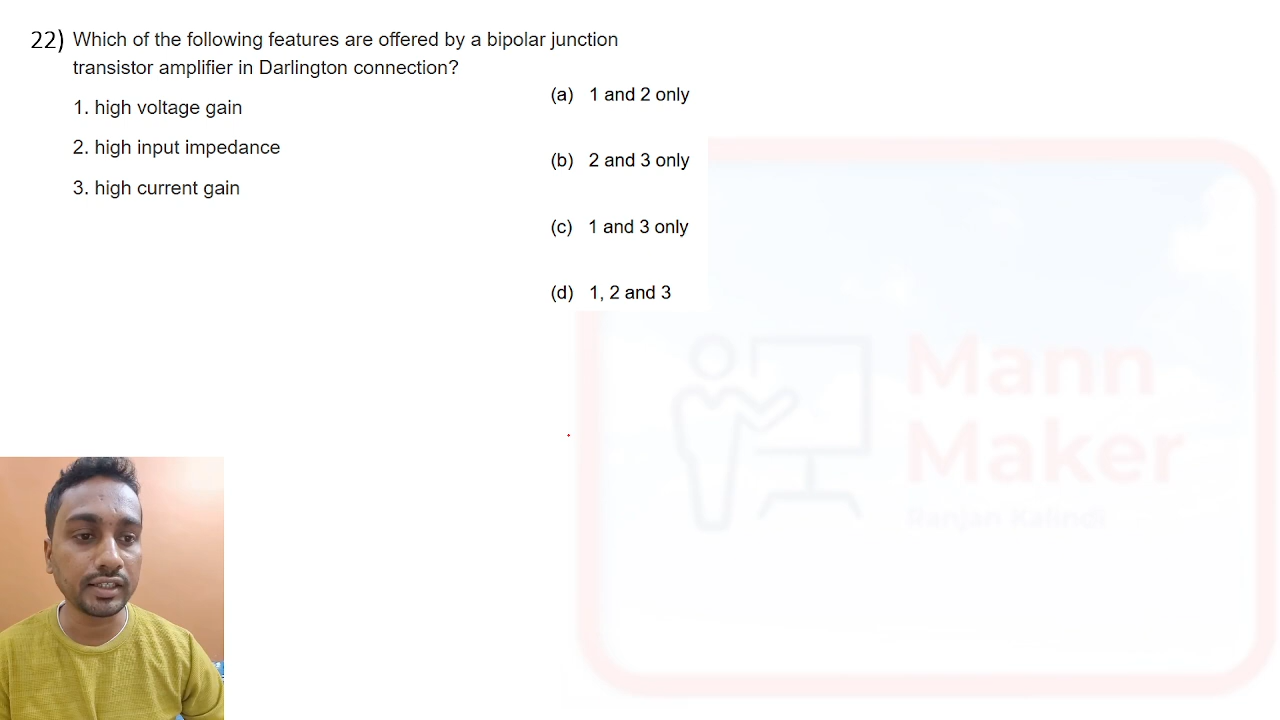 22) Which of the following features are offered by a bipolar junction
transistor amplifier in Darlington connection?
1. high voltage gain
2. high input impedance
3. high current gain
(a) 1 and 2 only
(b) 2 and 3 only
(c) 1 and 3 only
(d) 1, 2 and 3
Mann
Maker
Ranjan Kalindi